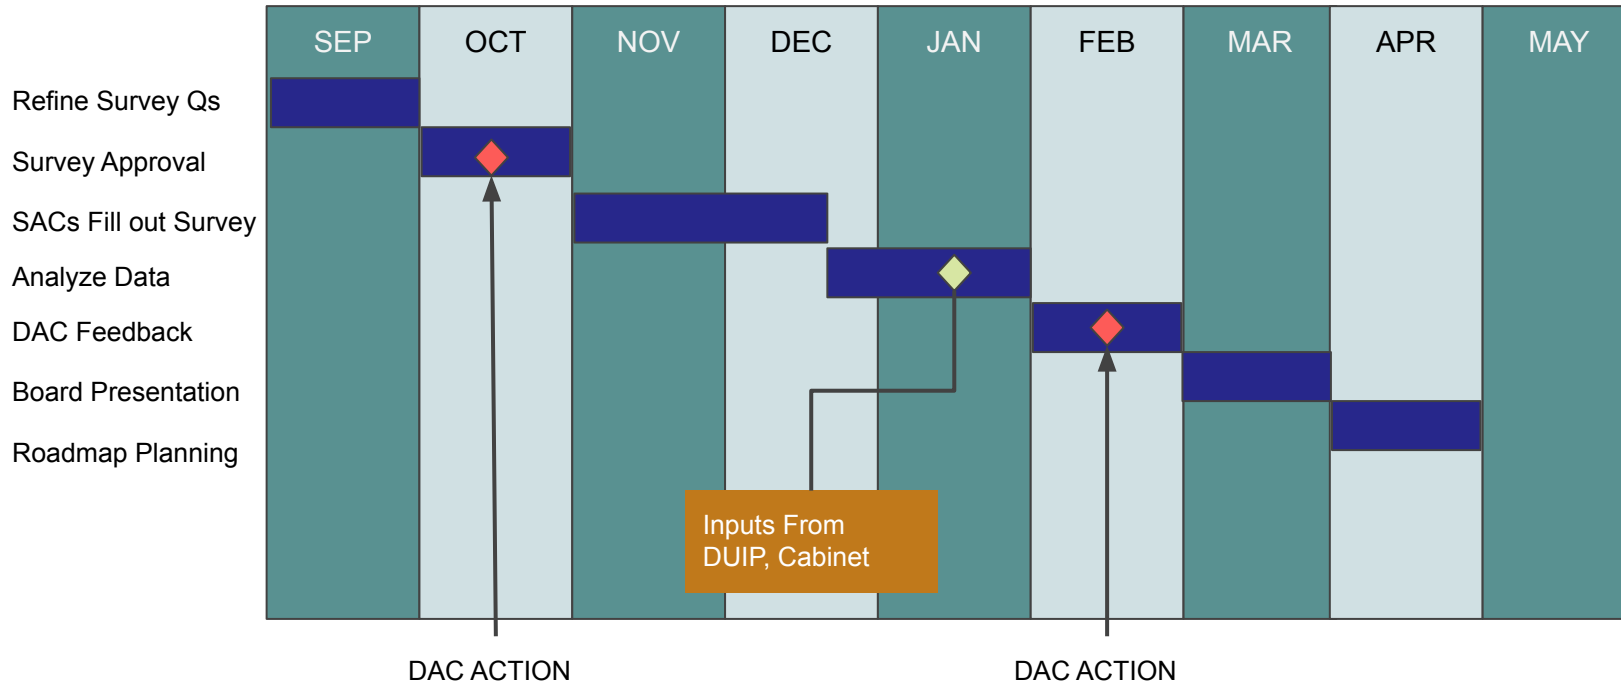 SEP OCT NOV DEC JAN FEB MAR APR MAY
Refine Survey Qs
Survey Approval
SACs Fill out Survey
Analyze Data
DAC Feedback
Board Presentation
Roadmap Planning
Inputs From
DUIP, Cabinet
DAC ACTION DAC ACTION